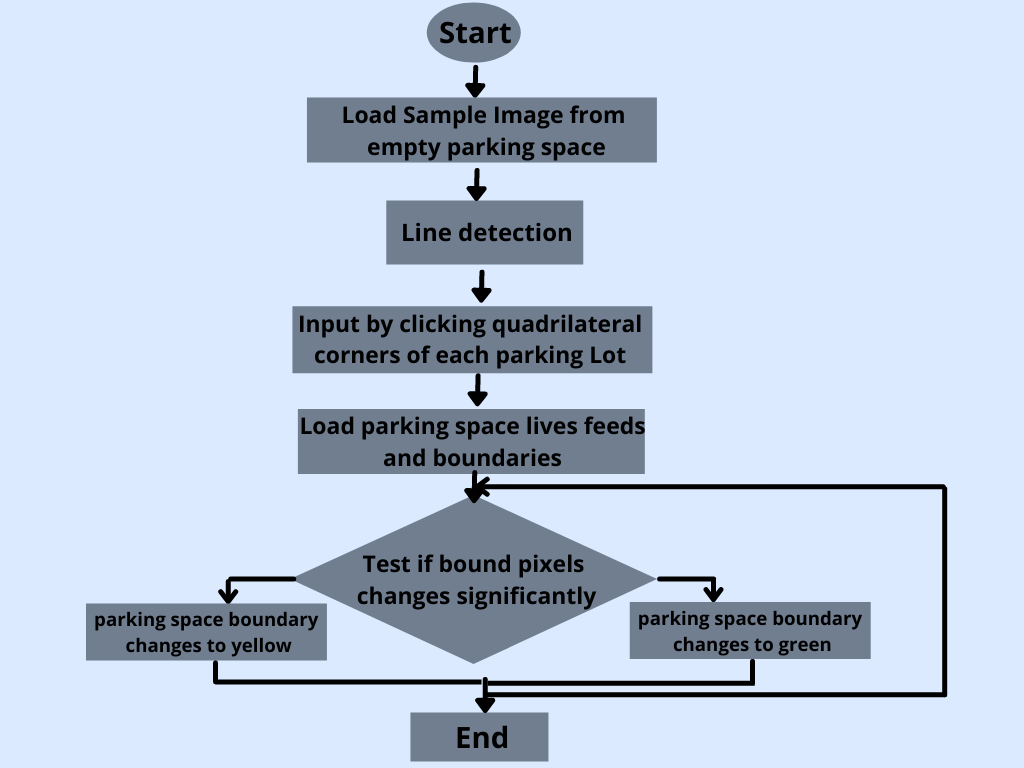 Start
Load Sample Image from
empty parking space
Line detection
Input by clicking quadrilateral
corners of each parking Lot
Load parking space lives feeds
and boundaries
Test if bound pixels
changes significantly
parking space boundary
changes to yellow
parking space boundary
changes to green
End